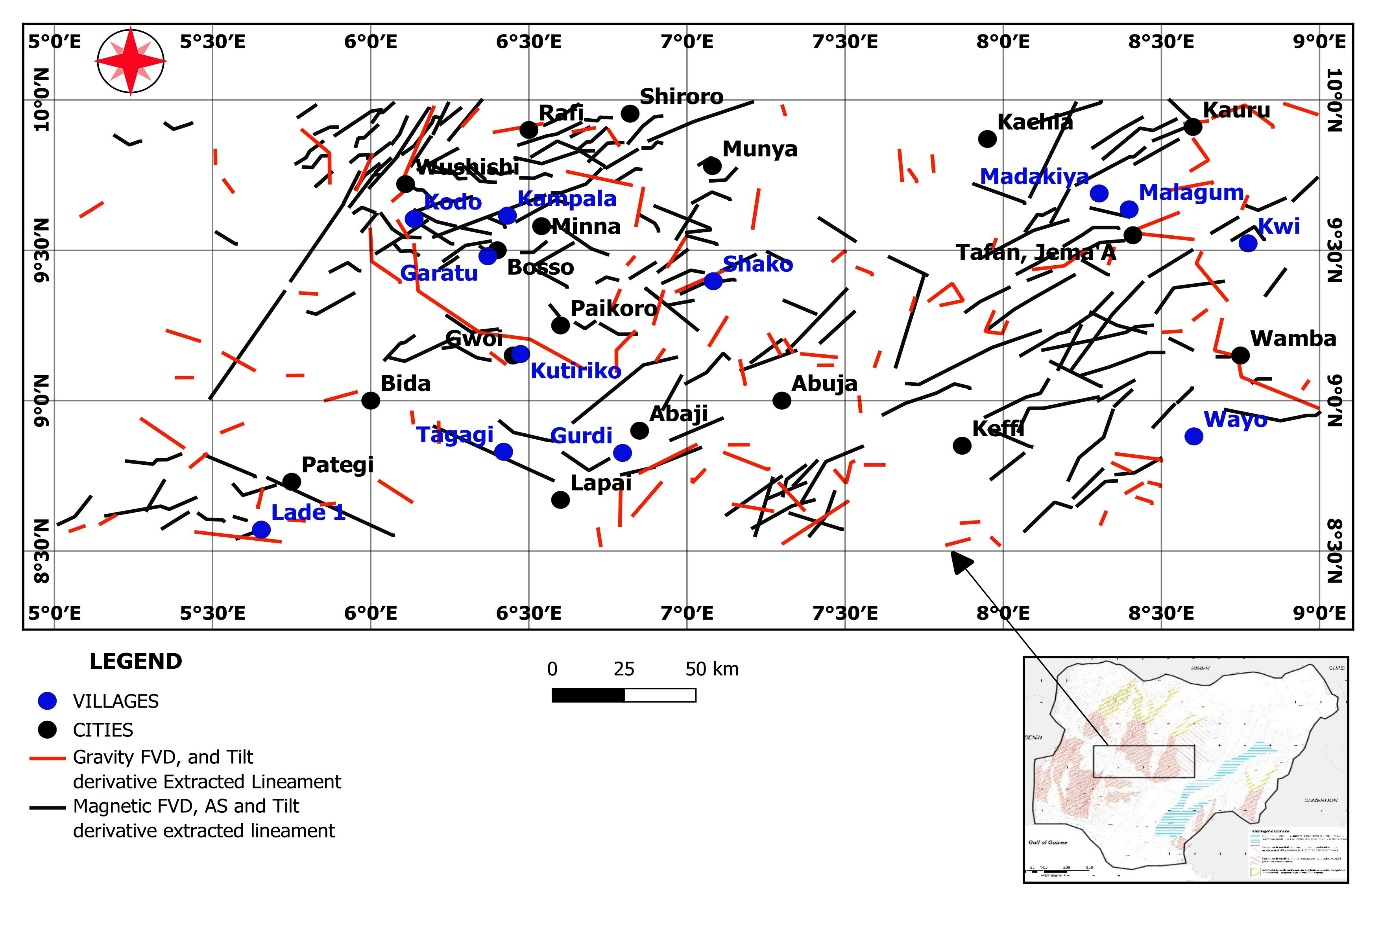 5°0′E 5°30′E 6°0′E 6°30′E 7°0′E 7°30′E 8°0′E 8°30′E 9°0′E
10°0′N
10°0′N
Shiroro
Rafi
Kachia
Kauru
Munya
Wushishi
Madakiya
Malagum
Kodo
Kampala
Minna
Kwi
9°30′N
9°30′N
Tafan, Jema'A
Garatu
Bosso
Shako
Paikoro
Gwoi
Wamba
Kutiriko
Bida
Abuja
9°0′N
9°0′N
Abaji
Tagagi
Gurdi
Keffi
Wayo
Pategi
Lapai
Lade 1
8°30′N
8°30′N
5°0′E 5°30′E 6°0′E 6°30′E 7°0′E 7°30′E 8°0′E 8°30′E 9°0′E
LEGEND
VILLAGES
CITIES
Gravity FVD, and Tilt
derivative Extracted Lineament
Magnetic FVD, AS and Tilt
derivative extracted lineament
0 25 50 km
Gulf of Guinea